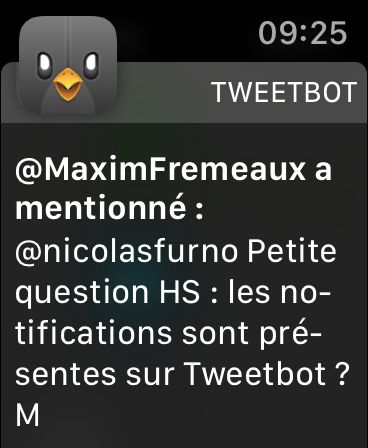 09:25
TWEETBOT
@MaximFremeaux a
mentionné :
@nicolasfurno Petite
question HS : les no-
tifications sont pré-
sentes sur Tweetbot ?
M